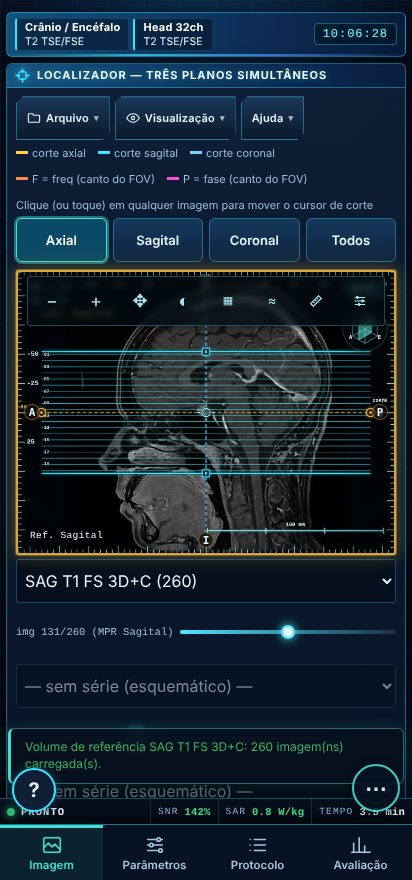 Crânio / Encéfalo
T2 TSE/FSE
Head 32ch
T2 TSE/FSE
10:06:28
LOCALIZADOR — TRÊS PLANOS SIMULTÂNEOS
Arquivo ▾
Visualização ▾
Ajuda ▾
corte axial
corte sagital
corte coronal
F = freq (canto do FOV)
P = fase (canto do FOV)
Clique (ou toque) em qualquer imagem para mover o cursor de corte
Axial
Sagital
Coronal
Todos
A
E
-50
-25
CORTE
A
P
25
150 mm
Ref. Sagital
I
SAG T1 FS 3D+C (260)
img 131/260 (MPR Sagital)
— sem série (esquemático) —
Volume de referência SAG T1 FS 3D+C: 260 imagem(ns)
carregada(s).
?
sem série (esquemático) —
PRONTO
SNR 142%
SAR 0.8 W/kg
TEMPO 3.5 min
Imagem
Parâmetros
Protocolo
Avaliação